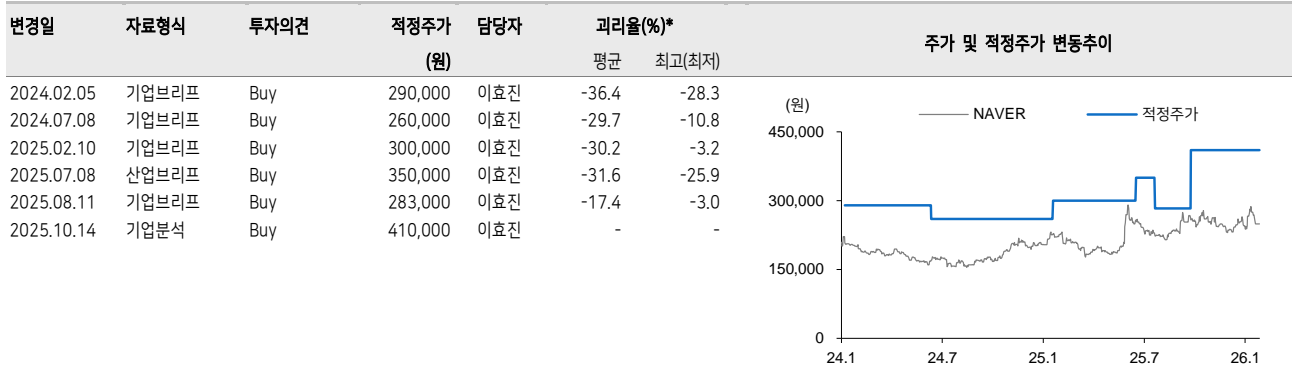 변경일 자료형식 투자의견 적정주가 담당자 괴리율(%)*
(원) 평균 최고(최저)
2024.02.05 기업브리프 Buy 290,000 이효진 -36.4 -28.3
2024.07.08 기업브리프 Buy 260,000 이효진 -29.7 -10.8
2025.02.10 기업브리프 Buy 300,000 이효진 -30.2 -3.2
2025.07.08 산업브리프 Buy 350,000 이효진 -31.6 -25.9
2025.08.11 기업브리프 Buy 283,000 이효진 -17.4 -3.0
2025.10.14 기업분석 Buy 410,000 이효진 - -
주가 및 적정주가 변동추이
(원)
NAVER 적정주가
450,000
300,000
150,000
0
24.1 24.7 25.1 25.7 26.1